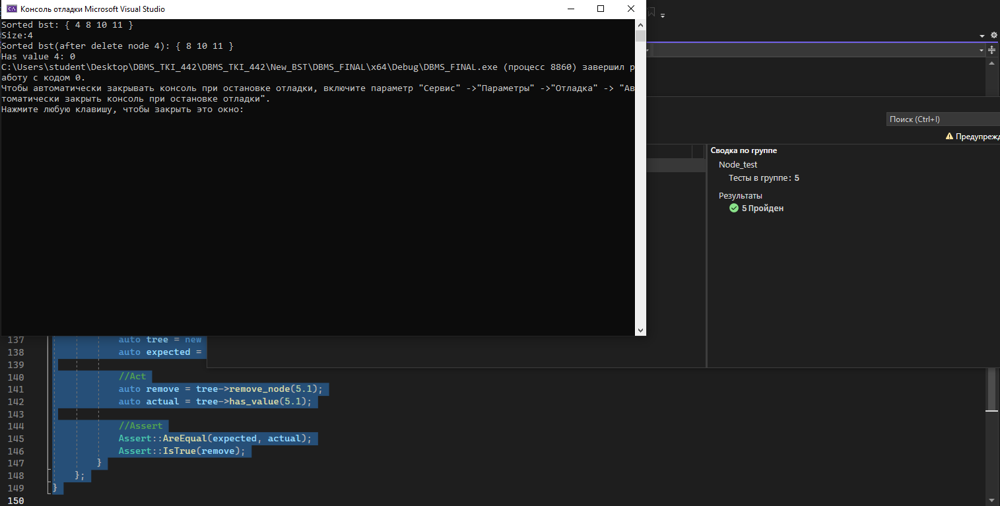 Консоль отладки Microsoft Visual Studio
Sorted bst: { 4 8 10 11 }
Size:4
Sorted bst(after delete node 4): { 8 10 11 }
Has value 4: 0
C:\Users\student\Desktop\DBMS_TKI_442\DBMS_TKI_442\New_BST\DBMS_FINAL\x64\Debug\DBMS_FINAL.exe (процесс 8860) завершил р
аботу с кодом 0.
Чтобы автоматически закрывать консоль при остановке отладки, включите параметр "Сервис" ->"Параметры" ->"Отладка" -> "Ав
томатически закрыть консоль при остановке отладки".
Нажмите любую клавишу, чтобы закрыть это окно:
Поиск (Ctrl+I)
Предупрежд
Сводка по группе
Node_test
Тесты в группе: 5
Результаты
5 Пройден
137 auto tree = new
138 auto expected =
139
140 //Act
141 auto remove = tree->remove_node(5.1);
142 auto actual = tree->has_value(5.1);
143
144 //Assert
145 Assert::AreEqual(expected, actual);
146 Assert::IsTrue(remove);
147 }
148 };
149 }
150